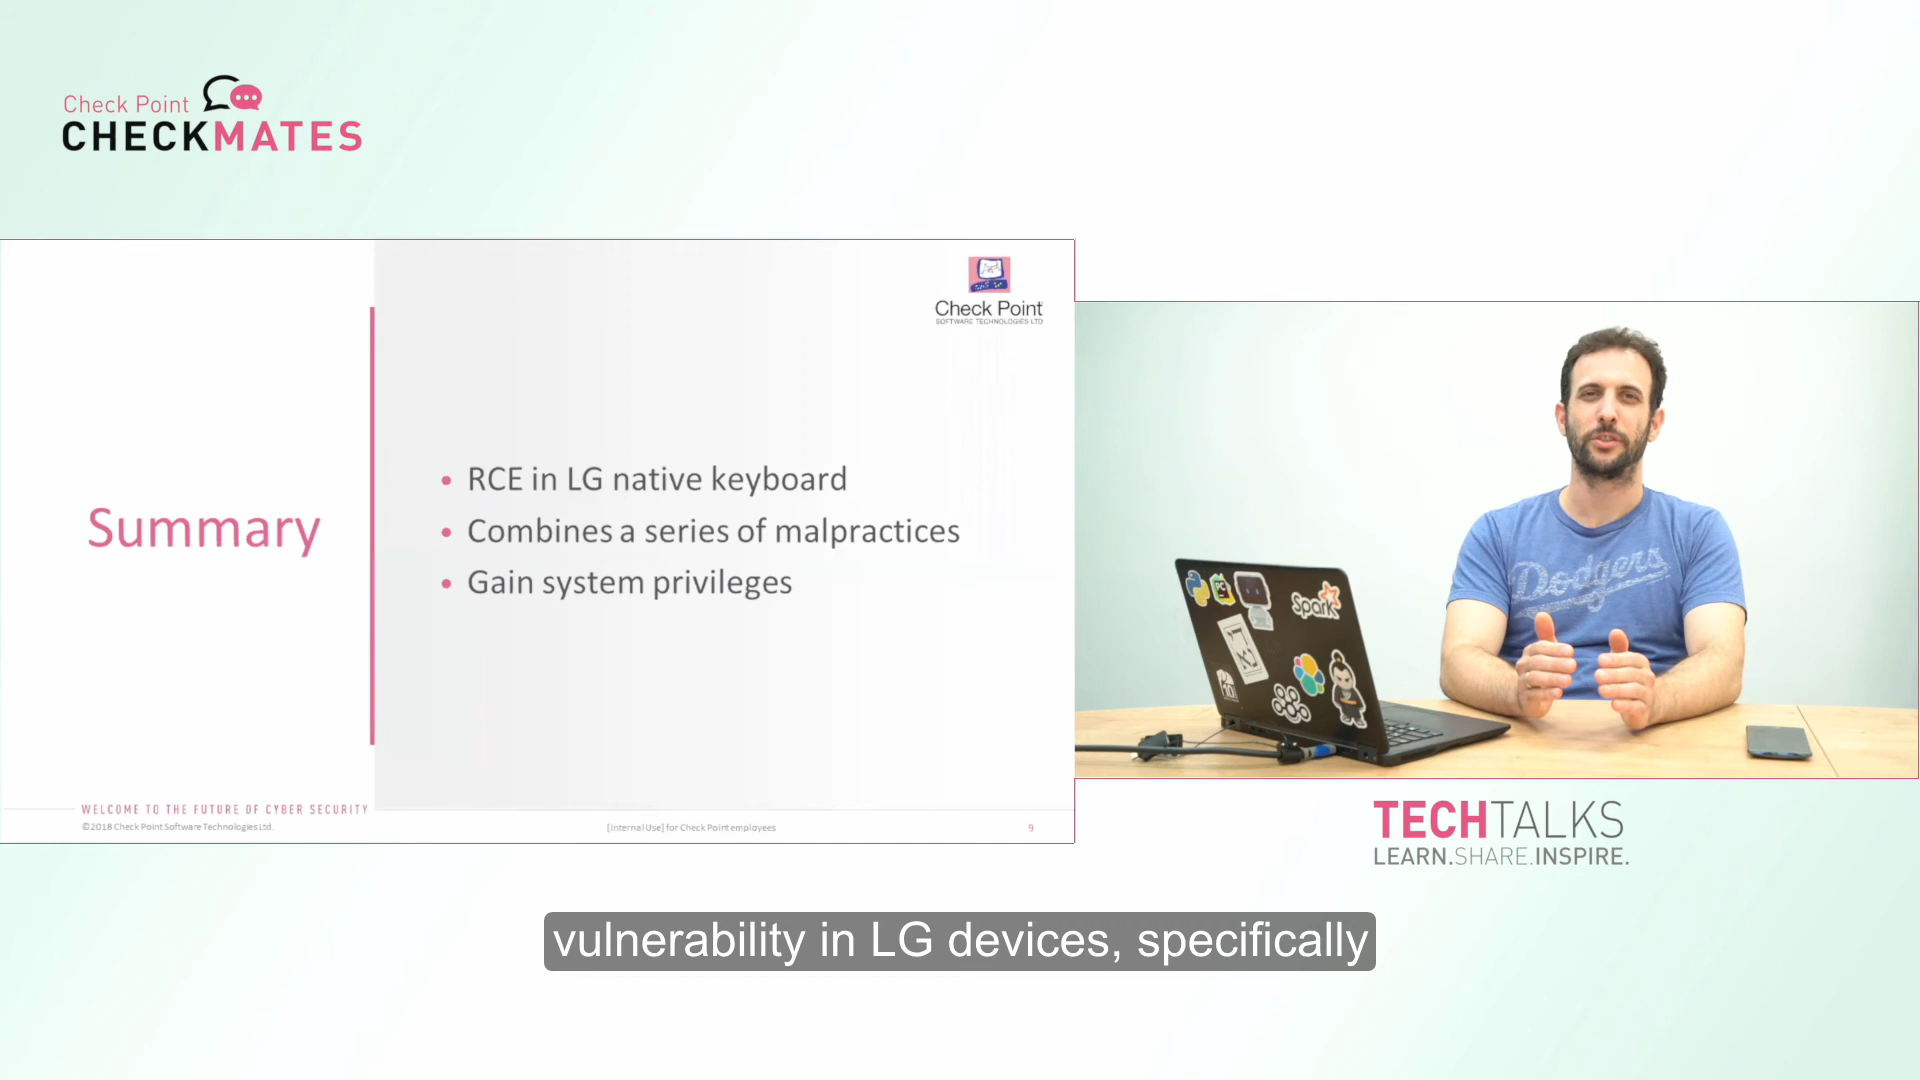 Check Point
CHECKMATES
Check Point
SOFTWARE TECHNOLOGIES LTD
Summary
• RCE in LG native keyboard
• Combines a series of malpractices
• Gain system privileges
WELCOME TO THE FUTURE OF CYBER SECURITY
©2018 Check Point Software Technologies Ltd.
[Internal Use] for Check Point employees
9
Dodgers
Spark
PC
TECHTALKS
LEARN.SHARE.INSPIRE.
vulnerability in LG devices, specifically